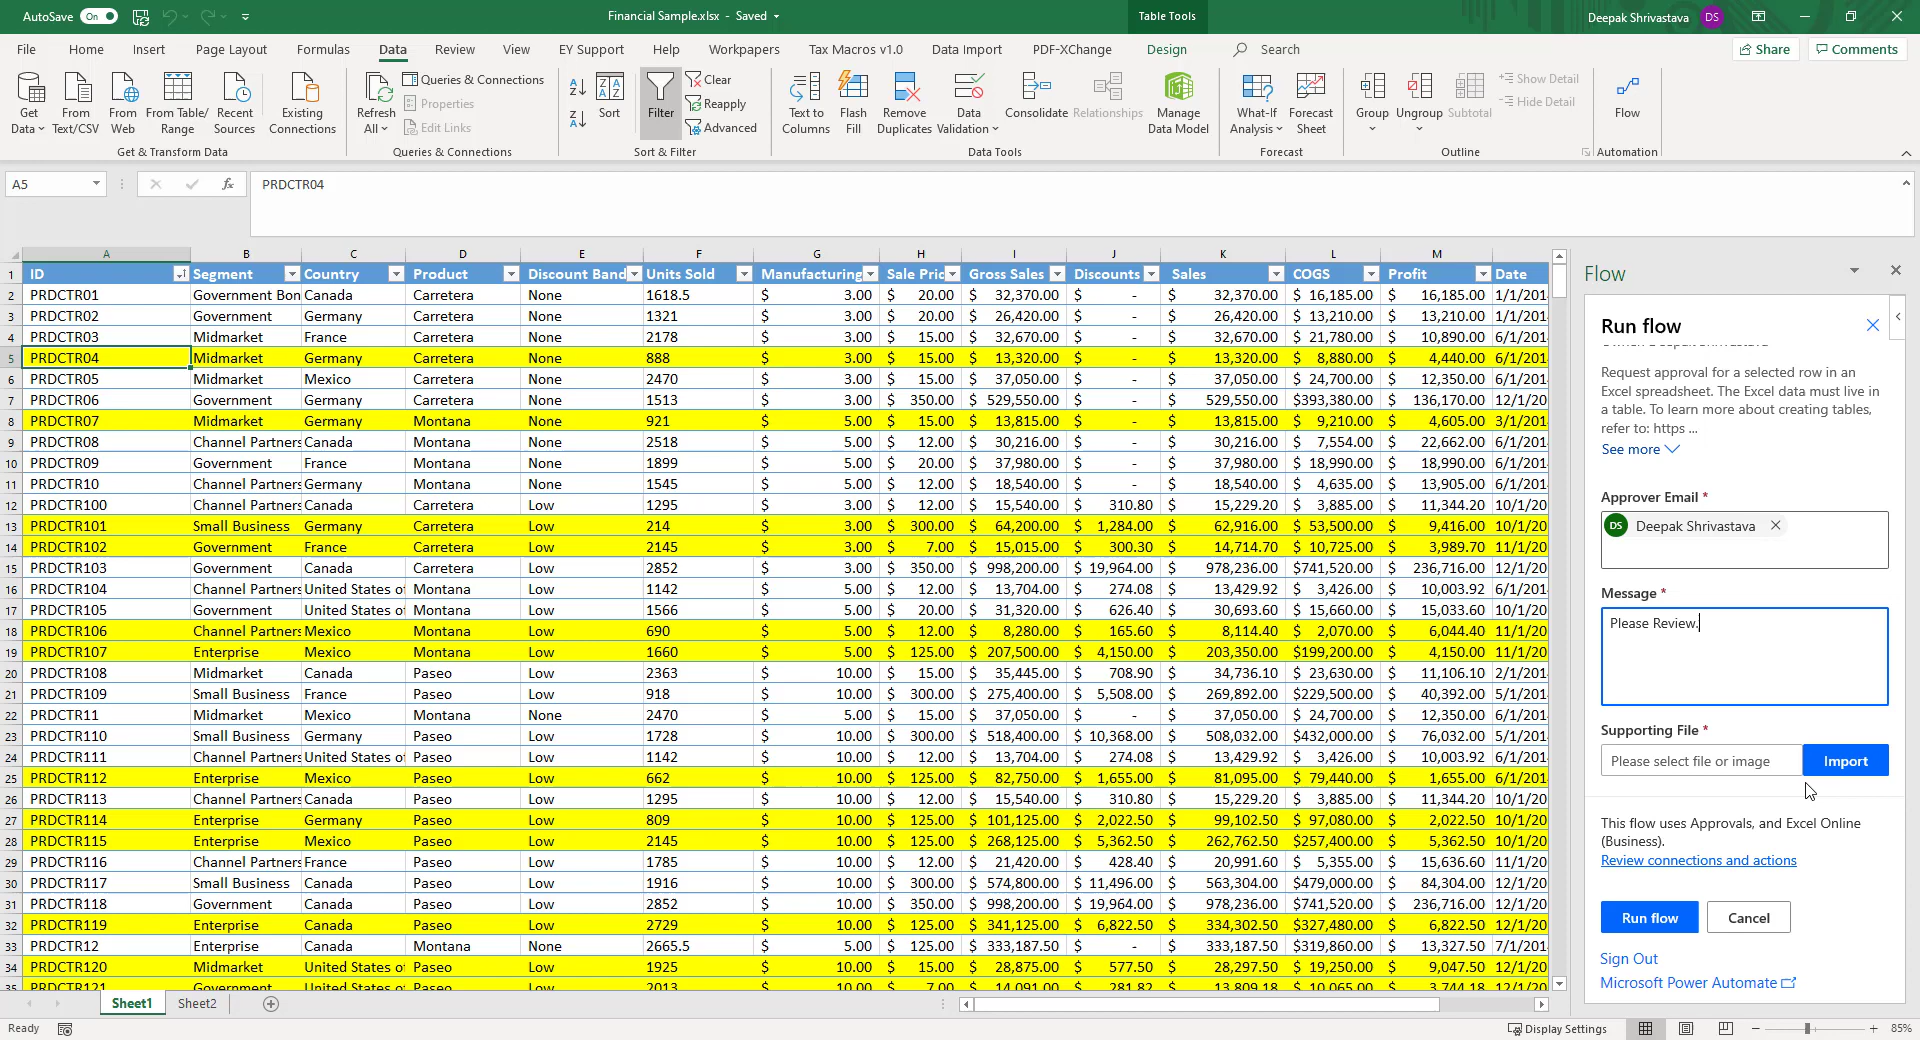 AutoSave On Financial Sample.xlsx - Saved Table Tools Deepak Shrivastava DS
File Home Insert Page Layout Formulas Data Review View EY Support Help Workpapers Tax Macros v1.0 Data Import PDF-XChange Design Search Share Comments
Get Data From Text/CSV From Web From Table/ Range Recent Sources Existing Connections Refresh All Queries & Connections Properties Edit Links Sort Filter Clear Reapply Advanced Text to Columns Flash Fill Remove Duplicates Data Validation Consolidate Relationships Manage Data Model What-If Analysis Forecast Sheet Group Ungroup Subtotal Show Detail Hide Detail Flow
Get & Transform Data Queries & Connections Sort & Filter Data Tools Forecast Outline Automation
A5 fx PRDCTR04
A B C D E F G H I J K L M
1 ID Segment Country Product Discount Band Units Sold Manufacturing Sale Pric Gross Sales Discounts Sales COGS Profit Date
2 PRDCTR01 Government Bon Canada Carretera None 1618.5 $ 3.00 $ 20.00 $ 32,370.00 $ - $ 32,370.00 $ 16,185.00 $ 16,185.00 1/1/201
3 PRDCTR02 Government Germany Carretera None 1321 $ 3.00 $ 20.00 $ 26,420.00 $ - $ 26,420.00 $ 13,210.00 $ 13,210.00 1/1/201
4 PRDCTR03 Midmarket France Carretera None 2178 $ 3.00 $ 15.00 $ 32,670.00 $ - $ 32,670.00 $ 21,780.00 $ 10,890.00 6/1/201
5 PRDCTR04 Midmarket Germany Carretera None 888 $ 3.00 $ 15.00 $ 13,320.00 $ - $ 13,320.00 $ 8,880.00 $ 4,440.00 6/1/201
6 PRDCTR05 Midmarket Mexico Carretera None 2470 $ 3.00 $ 15.00 $ 37,050.00 $ - $ 37,050.00 $ 24,700.00 $ 12,350.00 6/1/201
7 PRDCTR06 Government Germany Carretera None 1513 $ 3.00 $ 350.00 $ 529,550.00 $ - $ 529,550.00 $393,380.00 $ 136,170.00 12/1/20
8 PRDCTR07 Midmarket Germany Montana None 921 $ 5.00 $ 15.00 $ 13,815.00 $ - $ 13,815.00 $ 9,210.00 $ 4,605.00 3/1/201
9 PRDCTR08 Channel Partners Canada Montana None 2518 $ 5.00 $ 12.00 $ 30,216.00 $ - $ 30,216.00 $ 7,554.00 $ 22,662.00 6/1/201
10 PRDCTR09 Government France Montana None 1899 $ 5.00 $ 20.00 $ 37,980.00 $ - $ 37,980.00 $ 18,990.00 $ 18,990.00 6/1/201
11 PRDCTR10 Channel Partners Germany Montana None 1545 $ 5.00 $ 12.00 $ 18,540.00 $ - $ 18,540.00 $ 4,635.00 $ 13,905.00 6/1/201
12 PRDCTR100 Channel Partners Canada Carretera Low 1295 $ 3.00 $ 12.00 $ 15,540.00 $ 310.80 $ 15,229.20 $ 3,885.00 $ 11,344.20 10/1/20
13 PRDCTR101 Small Business Germany Carretera Low 214 $ 3.00 $ 300.00 $ 64,200.00 $ 1,284.00 $ 62,916.00 $ 53,500.00 $ 9,416.00 10/1/20
14 PRDCTR102 Government France Carretera Low 2145 $ 3.00 $ 7.00 $ 15,015.00 $ 300.30 $ 14,714.70 $ 10,725.00 $ 3,989.70 11/1/20
15 PRDCTR103 Government Canada Carretera Low 2852 $ 3.00 $ 350.00 $ 998,200.00 $ 19,964.00 $ 978,236.00 $741,520.00 $ 236,716.00 12/1/20
16 PRDCTR104 Channel Partners United States of Montana Low 1142 $ 5.00 $ 12.00 $ 13,704.00 $ 274.08 $ 13,429.92 $ 3,426.00 $ 10,003.92 6/1/201
17 PRDCTR105 Government United States of Montana Low 1566 $ 5.00 $ 20.00 $ 31,320.00 $ 626.40 $ 30,693.60 $ 15,660.00 $ 15,033.60 10/1/20
18 PRDCTR106 Channel Partners Mexico Montana Low 690 $ 5.00 $ 12.00 $ 8,280.00 $ 165.60 $ 8,114.40 $ 2,070.00 $ 6,044.40 11/1/20
19 PRDCTR107 Enterprise Mexico Montana Low 1660 $ 5.00 $ 125.00 $ 207,500.00 $ 4,150.00 $ 203,350.00 $199,200.00 $ 4,150.00 11/1/20
20 PRDCTR108 Midmarket Canada Paseo Low 2363 $ 10.00 $ 15.00 $ 35,445.00 $ 708.90 $ 34,736.10 $ 23,630.00 $ 11,106.10 2/1/201
21 PRDCTR109 Small Business France Paseo Low 918 $ 10.00 $ 300.00 $ 275,400.00 $ 5,508.00 $ 269,892.00 $229,500.00 $ 40,392.00 5/1/201
22 PRDCTR11 Midmarket Mexico Montana None 2470 $ 5.00 $ 15.00 $ 37,050.00 $ - $ 37,050.00 $ 24,700.00 $ 12,350.00 6/1/201
23 PRDCTR110 Small Business Germany Paseo Low 1728 $ 10.00 $ 300.00 $ 518,400.00 $ 10,368.00 $ 508,032.00 $432,000.00 $ 76,032.00 5/1/201
24 PRDCTR111 Channel Partners United States of Paseo Low 1142 $ 10.00 $ 12.00 $ 13,704.00 $ 274.08 $ 13,429.92 $ 3,426.00 $ 10,003.92 6/1/201
25 PRDCTR112 Enterprise Mexico Paseo Low 662 $ 10.00 $ 125.00 $ 82,750.00 $ 1,655.00 $ 81,095.00 $ 79,440.00 $ 1,655.00 6/1/201
26 PRDCTR113 Channel Partners Canada Paseo Low 1295 $ 10.00 $ 12.00 $ 15,540.00 $ 310.80 $ 15,229.20 $ 3,885.00 $ 11,344.20 10/1/20
27 PRDCTR114 Enterprise Germany Paseo Low 809 $ 10.00 $ 125.00 $ 101,125.00 $ 2,022.50 $ 99,102.50 $ 97,080.00 $ 2,022.50 10/1/20
28 PRDCTR115 Enterprise Mexico Paseo Low 2145 $ 10.00 $ 125.00 $ 268,125.00 $ 5,362.50 $ 262,762.50 $257,400.00 $ 5,362.50 10/1/20
29 PRDCTR116 Channel Partners France Paseo Low 1785 $ 10.00 $ 12.00 $ 21,420.00 $ 428.40 $ 20,991.60 $ 5,355.00 $ 15,636.60 11/1/20
30 PRDCTR117 Small Business Canada Paseo Low 1916 $ 10.00 $ 300.00 $ 574,800.00 $ 11,496.00 $ 563,304.00 $479,000.00 $ 84,304.00 12/1/20
31 PRDCTR118 Government Canada Paseo Low 2852 $ 10.00 $ 350.00 $ 998,200.00 $ 19,964.00 $ 978,236.00 $741,520.00 $ 236,716.00 12/1/20
32 PRDCTR119 Enterprise Canada Paseo Low 2729 $ 10.00 $ 125.00 $ 341,125.00 $ 6,822.50 $ 334,302.50 $327,480.00 $ 6,822.50 12/1/20
33 PRDCTR12 Enterprise Canada Montana None 2665.5 $ 5.00 $ 125.00 $ 333,187.50 $ - $ 333,187.50 $319,860.00 $ 13,327.50 7/1/201
34 PRDCTR120 Midmarket United States of Paseo Low 1925 $ 10.00 $ 15.00 $ 28,875.00 $ 577.50 $ 28,297.50 $ 19,250.00 $ 9,047.50 12/1/20
35 PRDCTR121 Government United States of Paseo Low 2013 $ 10.00 $ 7.00 $ 14,091.00 $ 281.82 $ 13,809.18 $ 10,065.00 $ 3,744.18 12/1/20
Sheet1 Sheet2
Ready Display Settings 85%
Flow
Run flow
Request approval for a selected row in an
Excel spreadsheet. The Excel data must live in
a table. To learn more about creating tables,
refer to: https ...
See more
Approver Email *
DS Deepak Shrivastava
Message *
Please Review.
Supporting File *
Please select file or image Import
This flow uses Approvals, and Excel Online
(Business).
Review connections and actions
Run flow Cancel
Sign Out
Microsoft Power Automate